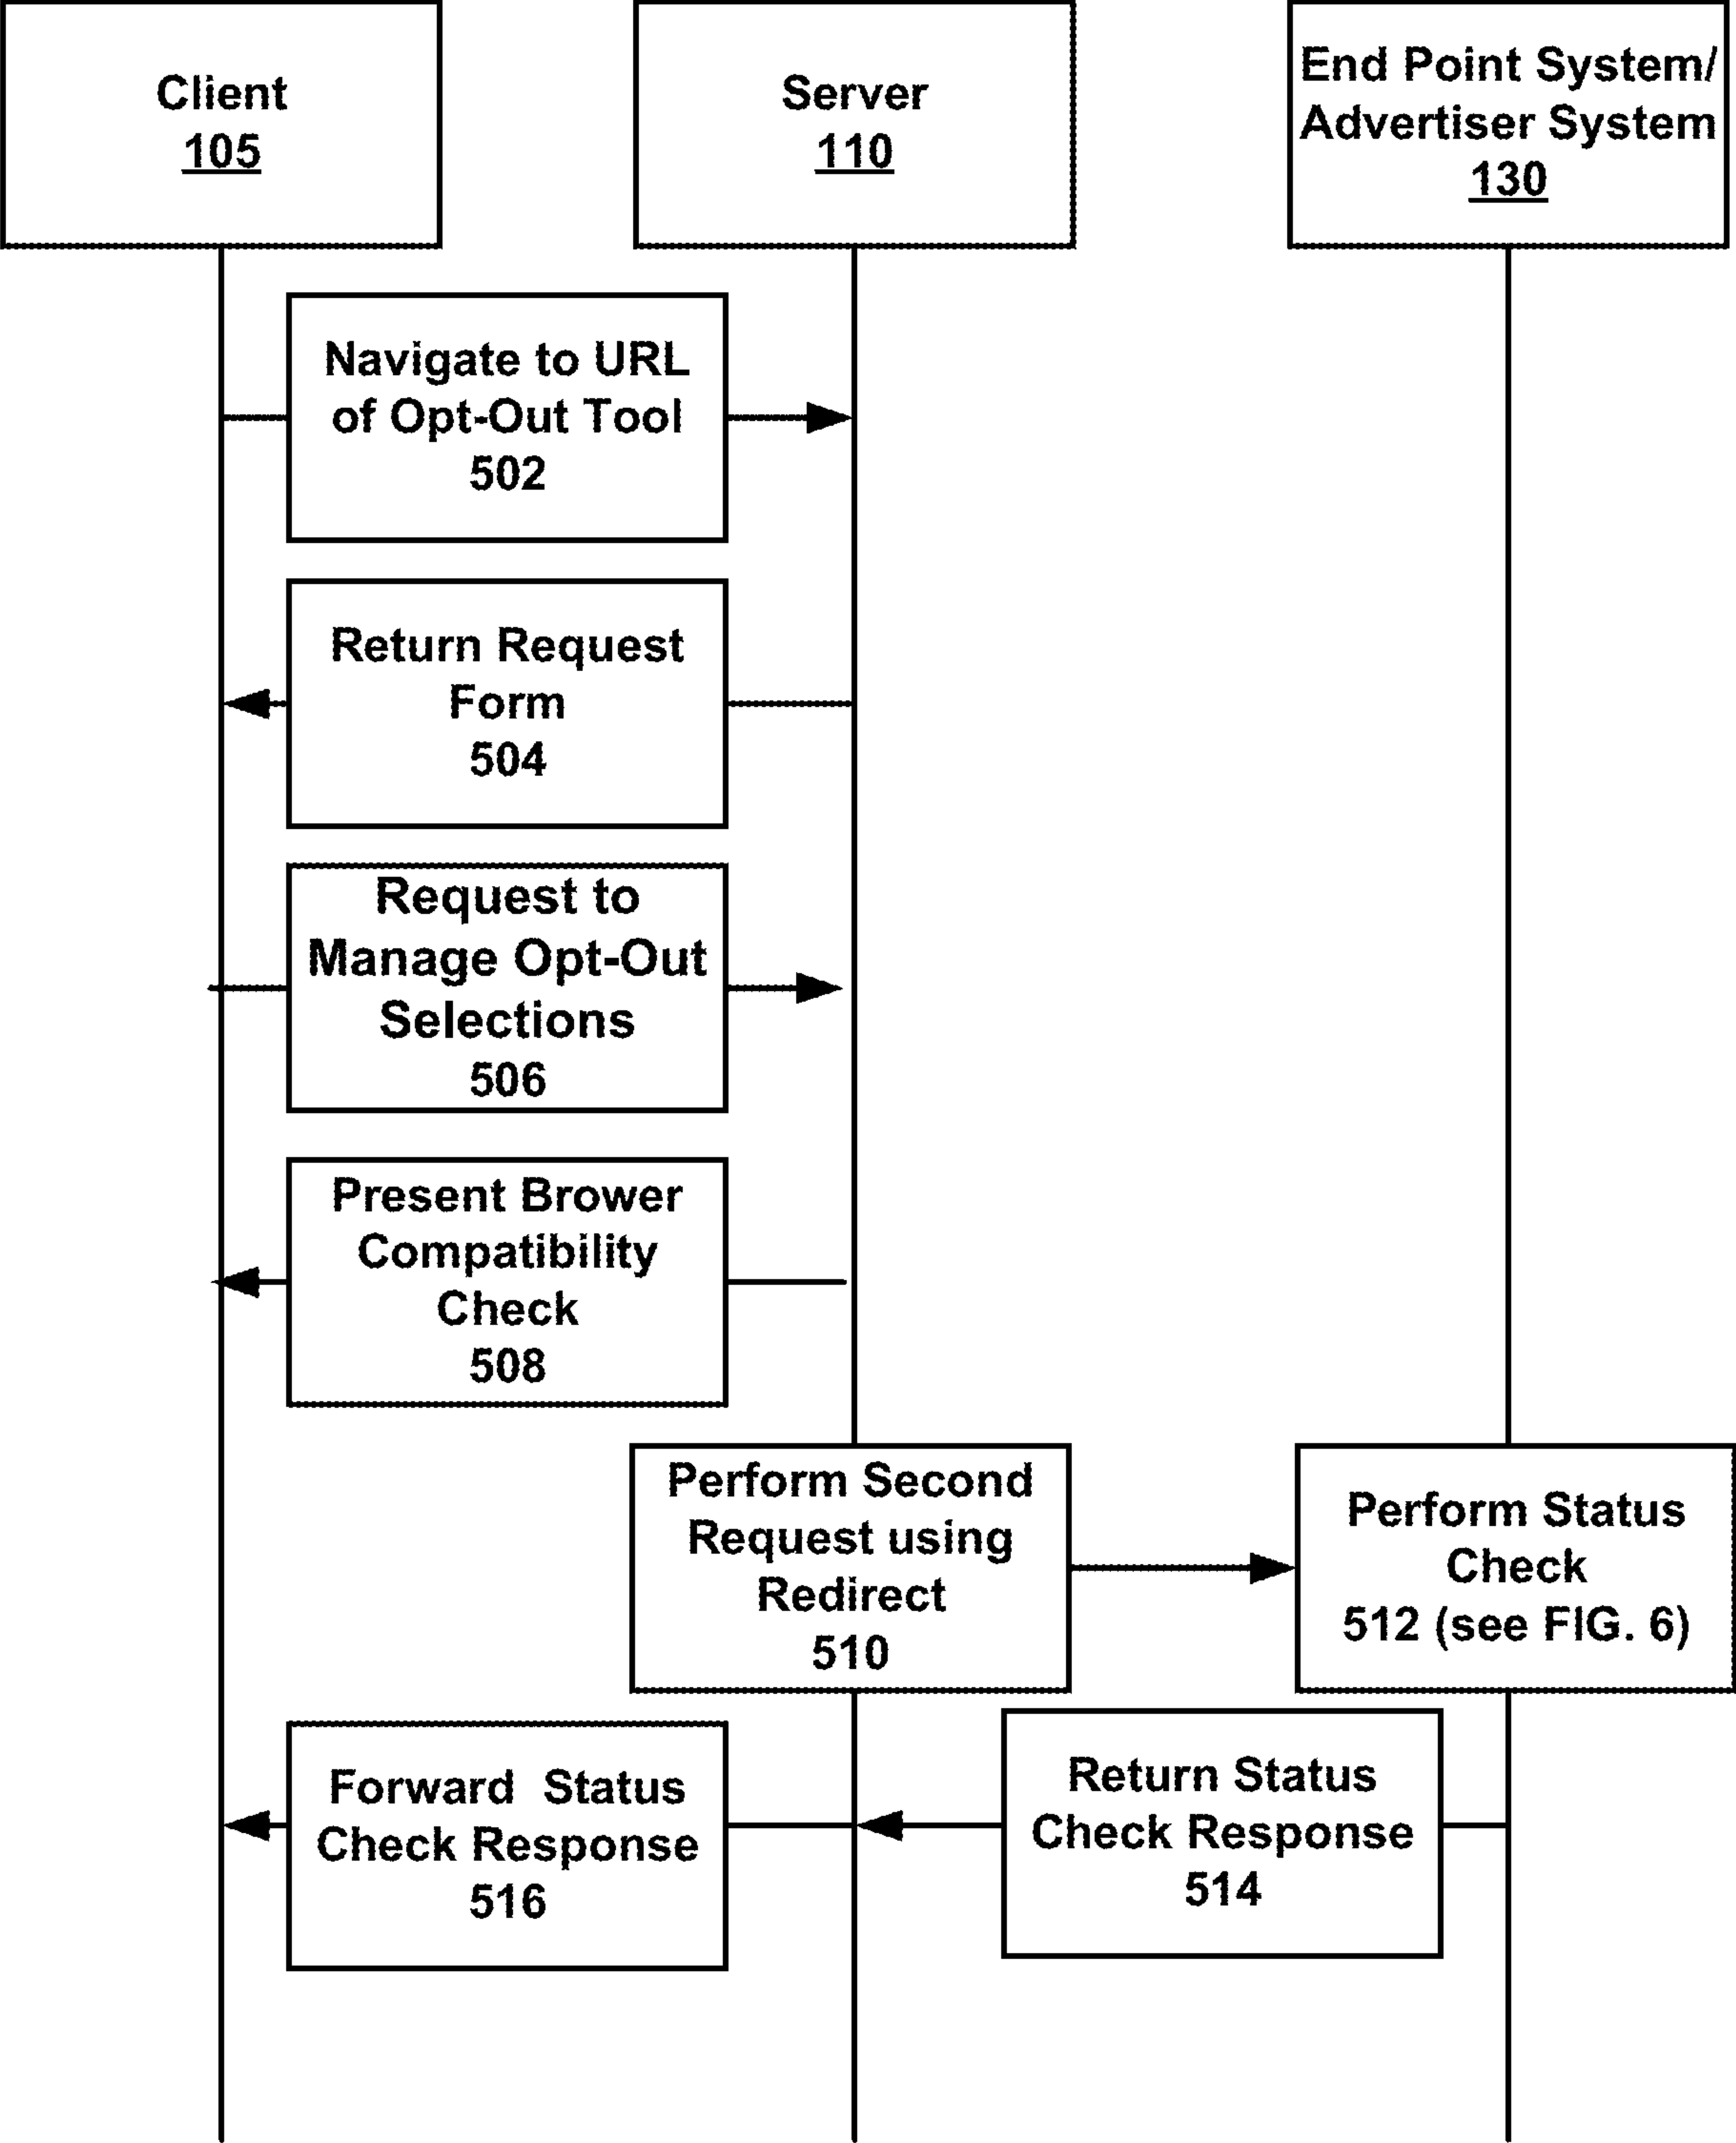 Client
105
Server
110
End Point System/
Advertiser System
130
Navigate to URL
of Opt-Out Tool
502
Return Request
Form
504
Request to
Manage Opt-Out
Selections
506
Present Brower
Compatibility
Check
508
Perform Second
Request using
Redirect
510
Perform Status
Check
512 (see FIG. 6)
Forward Status
Check Response
516
Return Status
Check Response
514